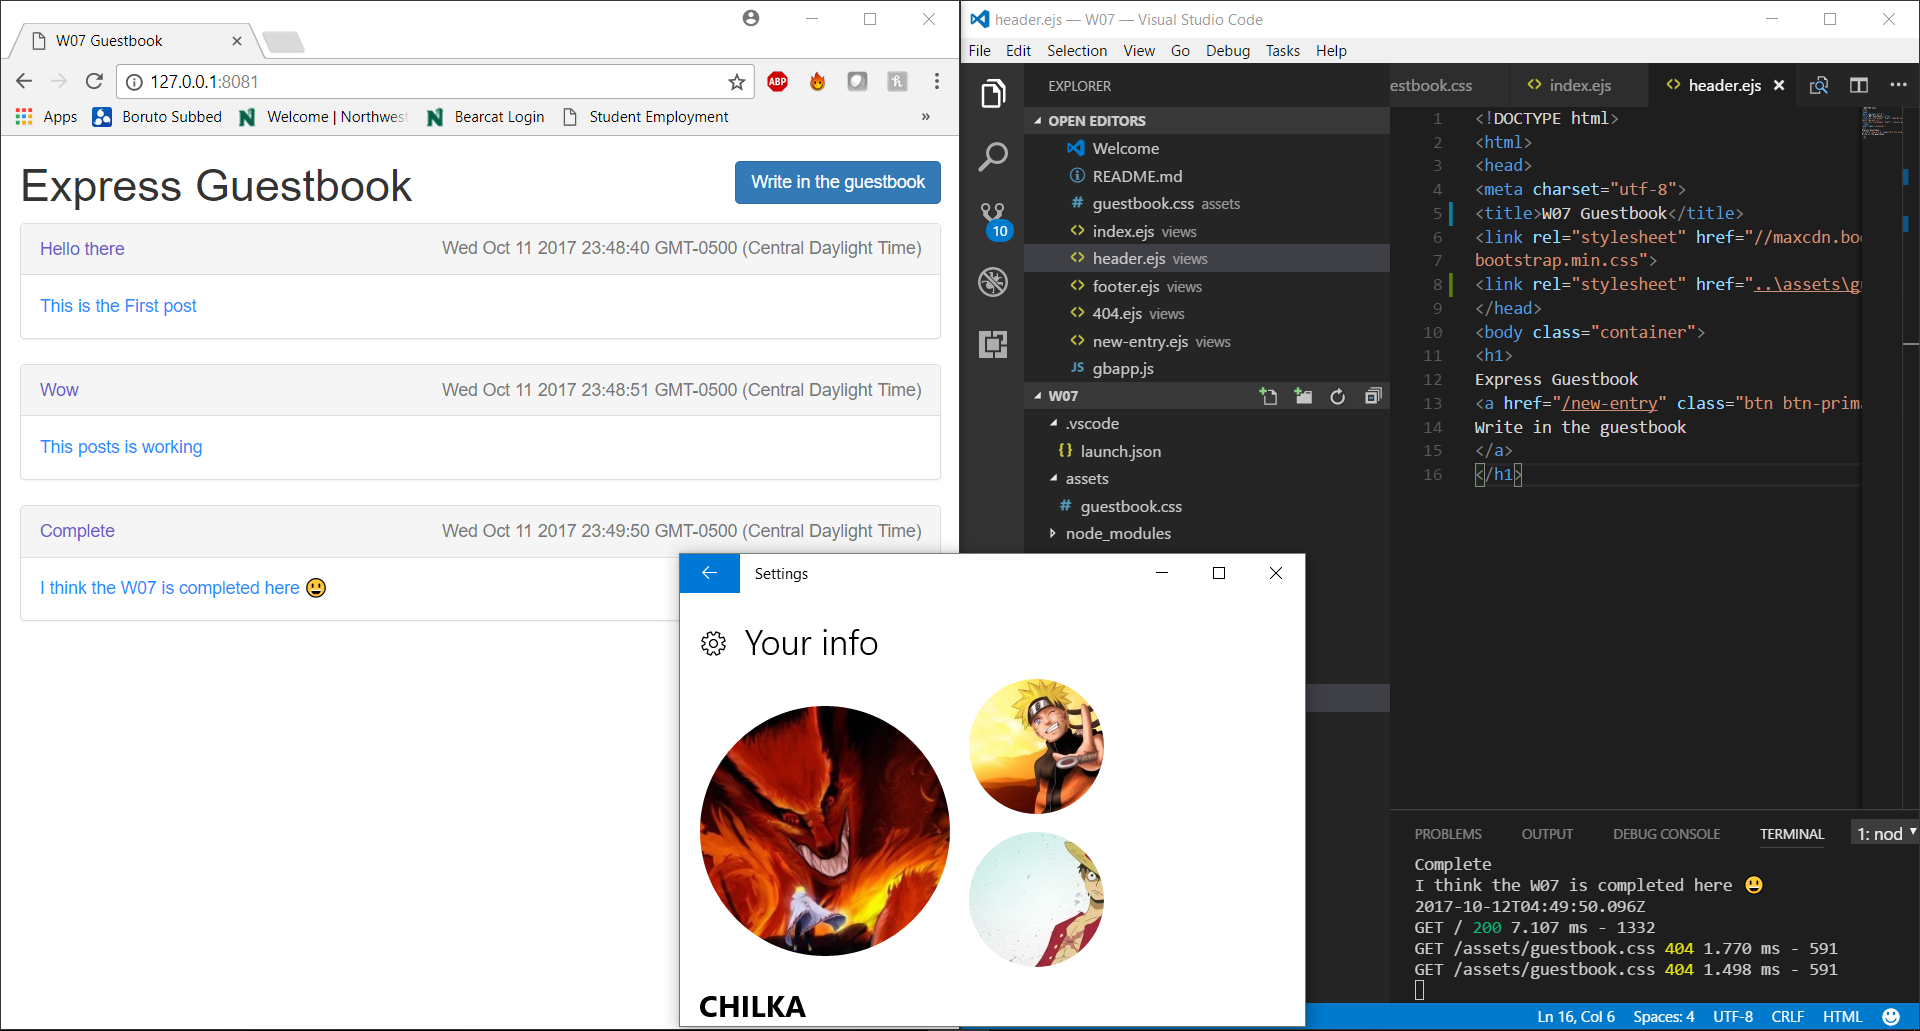 W07 Guestbook
127.0.0.1:8081
ABP
Apps
Boruto Subbed
Welcome | Northwest
Bearcat Login
Student Employment
»
Express Guestbook
Write in the guestbook
Hello there
Wed Oct 11 2017 23:48:40 GMT-0500 (Central Daylight Time)
This is the First post
Wow
Wed Oct 11 2017 23:48:51 GMT-0500 (Central Daylight Time)
This posts is working
Complete
Wed Oct 11 2017 23:49:50 GMT-0500 (Central Daylight Time)
I think the W07 is completed here 😃
Settings
Your info
CHILKA
header.ejs — W07 — Visual Studio Code
File Edit Selection View Go Debug Tasks Help
EXPLORER
OPEN EDITORS
Welcome
README.md
# guestbook.css assets
<> index.ejs views
<> header.ejs views
<> footer.ejs views
<> 404.ejs views
<> new-entry.ejs views
JS gbapp.js
10
W07
.vscode
{} launch.json
assets
# guestbook.css
node_modules
estbook.css
<> index.ejs
<> header.ejs
1 <!DOCTYPE html>
2 <html>
3 <head>
4 <meta charset="utf-8">
5 <title>W07 Guestbook</title>
6 <link rel="stylesheet" href="//maxcdn.bo
7 bootstrap.min.css">
8 <link rel="stylesheet" href="..\assets\g
9 </head>
10 <body class="container">
11 <h1>
12 Express Guestbook
13 <a href="/new-entry" class="btn btn-prim
14 Write in the guestbook
15 </a>
16 </h1>
PROBLEMS OUTPUT DEBUG CONSOLE TERMINAL 1: nod
Complete
I think the W07 is completed here 😃
2017-10-12T04:49:50.096Z
GET / 200 7.107 ms - 1332
GET /assets/guestbook.css 404 1.770 ms - 591
GET /assets/guestbook.css 404 1.498 ms - 591
Ln 16, Col 6 Spaces: 4 UTF-8 CRLF HTML